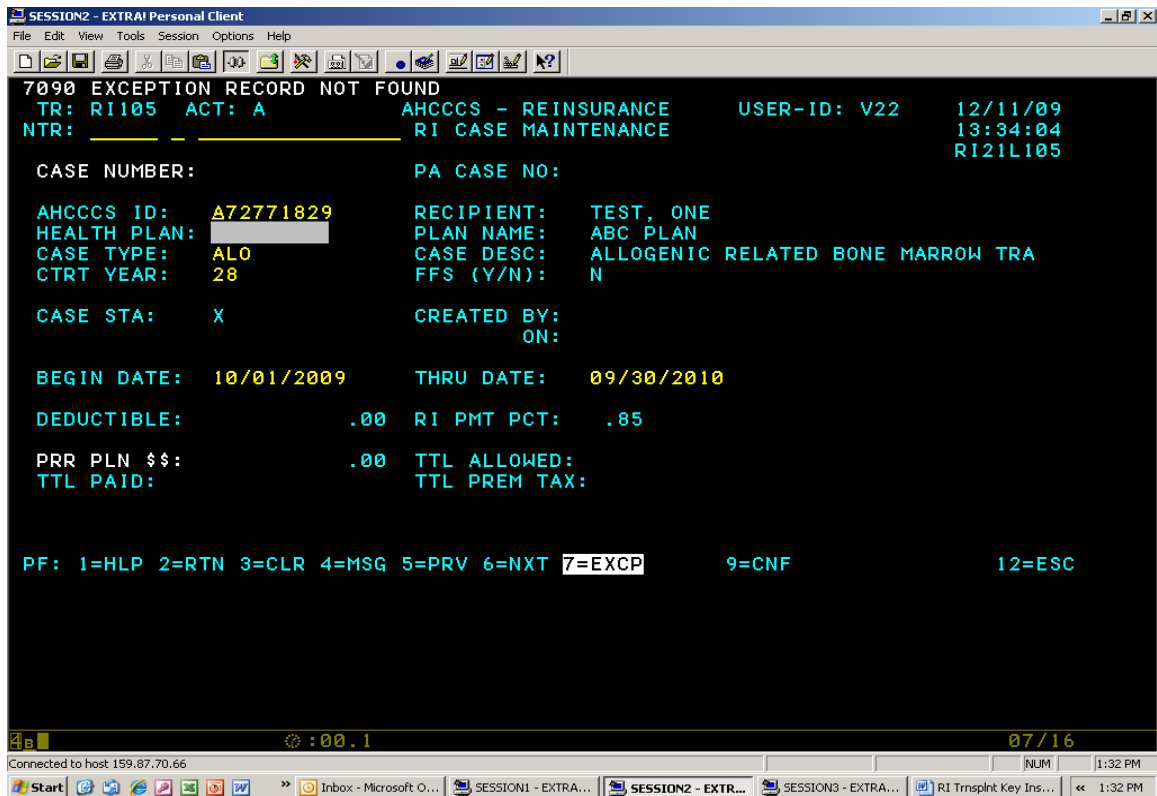 SESSION2 - EXTRA! Personal Client
File Edit View Tools Session Options Help
7090 EXCEPTION RECORD NOT FOUND
TR: RI105 ACT: A AHCCCS - REINSURANCE USER-ID: V22 12/11/09
NTR: RI CASE MAINTENANCE 13:34:04
RI21L105
CASE NUMBER: PA CASE NO:
AHCCCS ID: A72771829 RECIPIENT: TEST, ONE
HEALTH PLAN: PLAN NAME: ABC PLAN
CASE TYPE: ALO CASE DESC: ALLOGENIC RELATED BONE MARROW TRA
CTRT YEAR: 28 FFS (Y/N): N
CASE STA: X CREATED BY:
ON:
BEGIN DATE: 10/01/2009 THRU DATE: 09/30/2010
DEDUCTIBLE: .00 RI PMT PCT: .85
PRR PLN $$: .00 TTL ALLOWED:
TTL PAID: TTL PREM TAX:
PF: 1=HLP 2=RTN 3=CLR 4=MSG 5=PRV 6=NXT 7=EXCP 9=CNF 12=ESC
4B :00.1 07/16
Connected to host 159.87.70.66 NUM 1:32 PM
Start » Inbox - Microsoft O... SESSION1 - EXTRA... SESSION2 - EXTR... SESSION3 - EXTRA... RI Trnsplnt Key Ins... « 1:32 PM